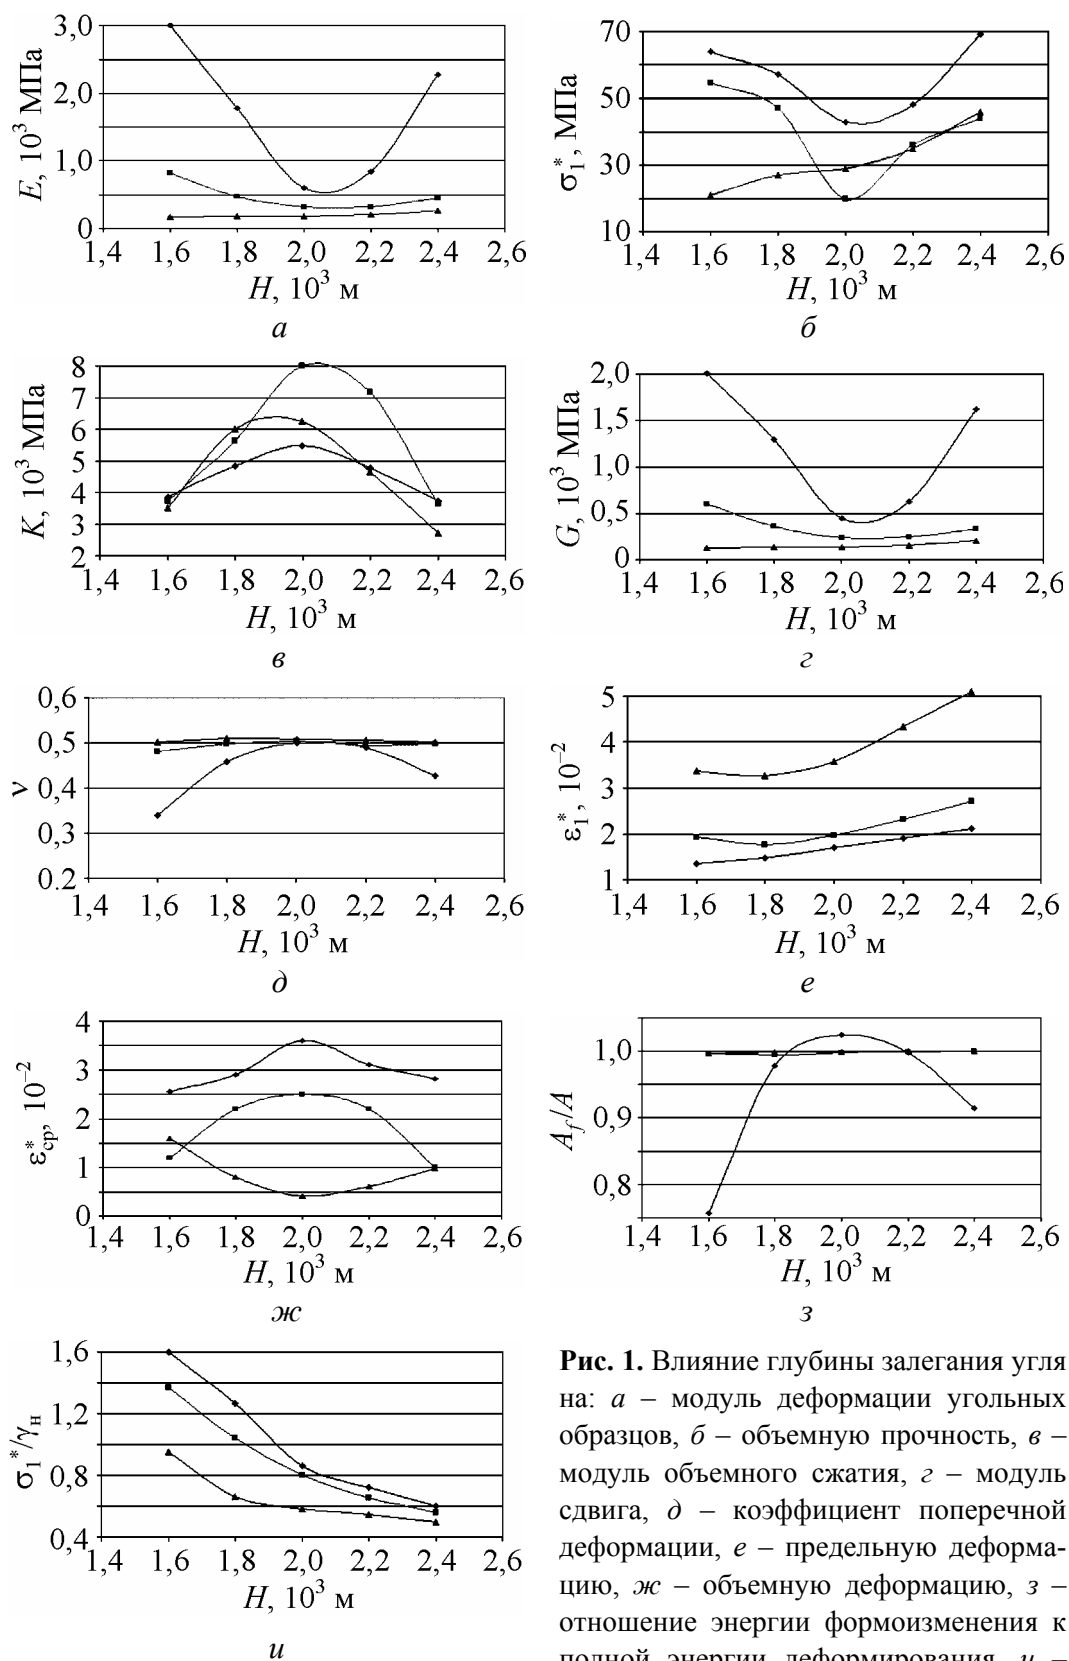 3,0
2,0
1,0
0
E, 10³ МПа
1,4 1,6 1,8 2,0 2,2 2,4 2,6
H, 10³ м
а
70
50
30
10
σ₁*, МПа
1,4 1,6 1,8 2,0 2,2 2,4 2,6
H, 10³ м
б
8
7
6
5
4
3
2
K, 10³ МПа
1,4 1,6 1,8 2,0 2,2 2,4 2,6
H, 10³ м
в
2,0
1,5
1,0
0,5
0
G, 10³ МПа
1,4 1,6 1,8 2,0 2,2 2,4 2,6
H, 10³ м
г
0,6
0,5
0,4
0,3
0.2
ν
1,4 1,6 1,8 2,0 2,2 2,4 2,6
H, 10³ м
д
5
4
3
2
1
ε₁*, 10⁻²
1,4 1,6 1,8 2,0 2,2 2,4 2,6
H, 10³ м
е
4
3
2
1
0
ε*ср, 10⁻²
1,4 1,6 1,8 2,0 2,2 2,4 2,6
H, 10³ м
ж
1,0
0,9
0,8
A_f/A
1,4 1,6 1,8 2,0 2,2 2,4 2,6
H, 10³ м
з
1,6
1,2
0,8
0,4
σ₁*/γн
1,4 1,6 1,8 2,0 2,2 2,4 2,6
H, 10³ м
и
Рис. 1. Влияние глубины залегания угля
на: а – модуль деформации угольных
образцов, б – объемную прочность, в –
модуль объемного сжатия, г – модуль
сдвига, д – коэффициент поперечной
деформации, е – предельную деформа-
цию, ж – объемную деформацию, з –
отношение энергии формоизменения к
полной энергии деформирования, и –